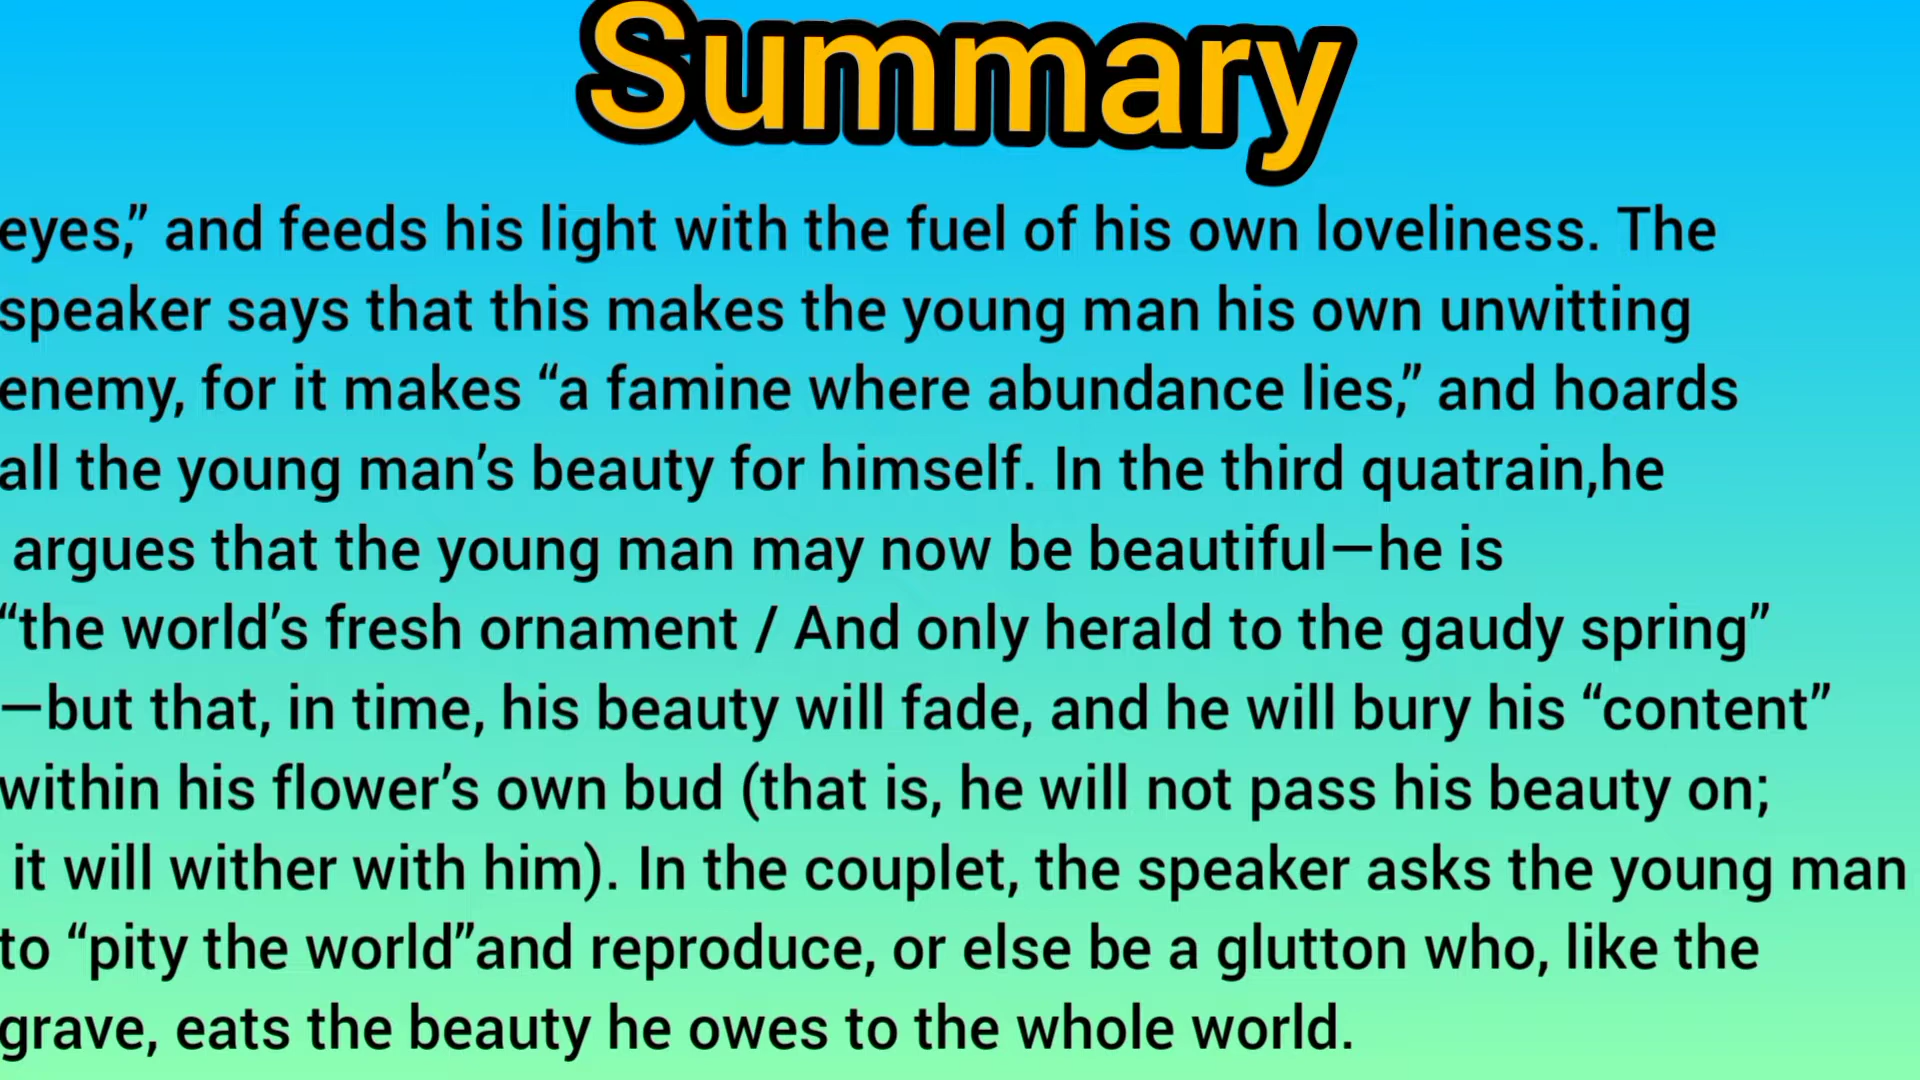 Summary
eyes,” and feeds his light with the fuel of his own loveliness. The
speaker says that this makes the young man his own unwitting
enemy, for it makes “a famine where abundance lies,” and hoards
all the young man’s beauty for himself. In the third quatrain,he
argues that the young man may now be beautiful—he is
“the world’s fresh ornament / And only herald to the gaudy spring”
—but that, in time, his beauty will fade, and he will bury his “content”
within his flower’s own bud (that is, he will not pass his beauty on;
it will wither with him). In the couplet, the speaker asks the young man
to “pity the world”and reproduce, or else be a glutton who, like the
grave, eats the beauty he owes to the whole world.